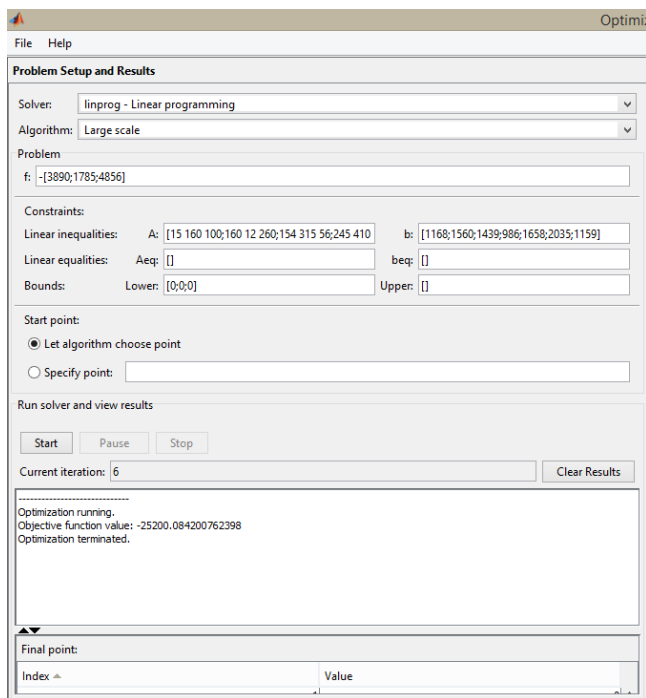 Optimiz
File Help
Problem Setup and Results
Solver: linprog - Linear programming
Algorithm: Large scale
Problem
f: -[3890;1785;4856]
Constraints:
Linear inequalities: A: [15 160 100;160 12 260;154 315 56;245 410 b: [1168;1560;1439;986;1658;2035;1159]
Linear equalities: Aeq: [] beq: []
Bounds: Lower: [0;0;0] Upper: []
Start point:
Let algorithm choose point
Specify point:
Run solver and view results
Start Pause Stop
Current iteration: 6 Clear Results
----------------------------
Optimization running.
Objective function value: -25200.084200762398
Optimization terminated.
Final point:
Index Value